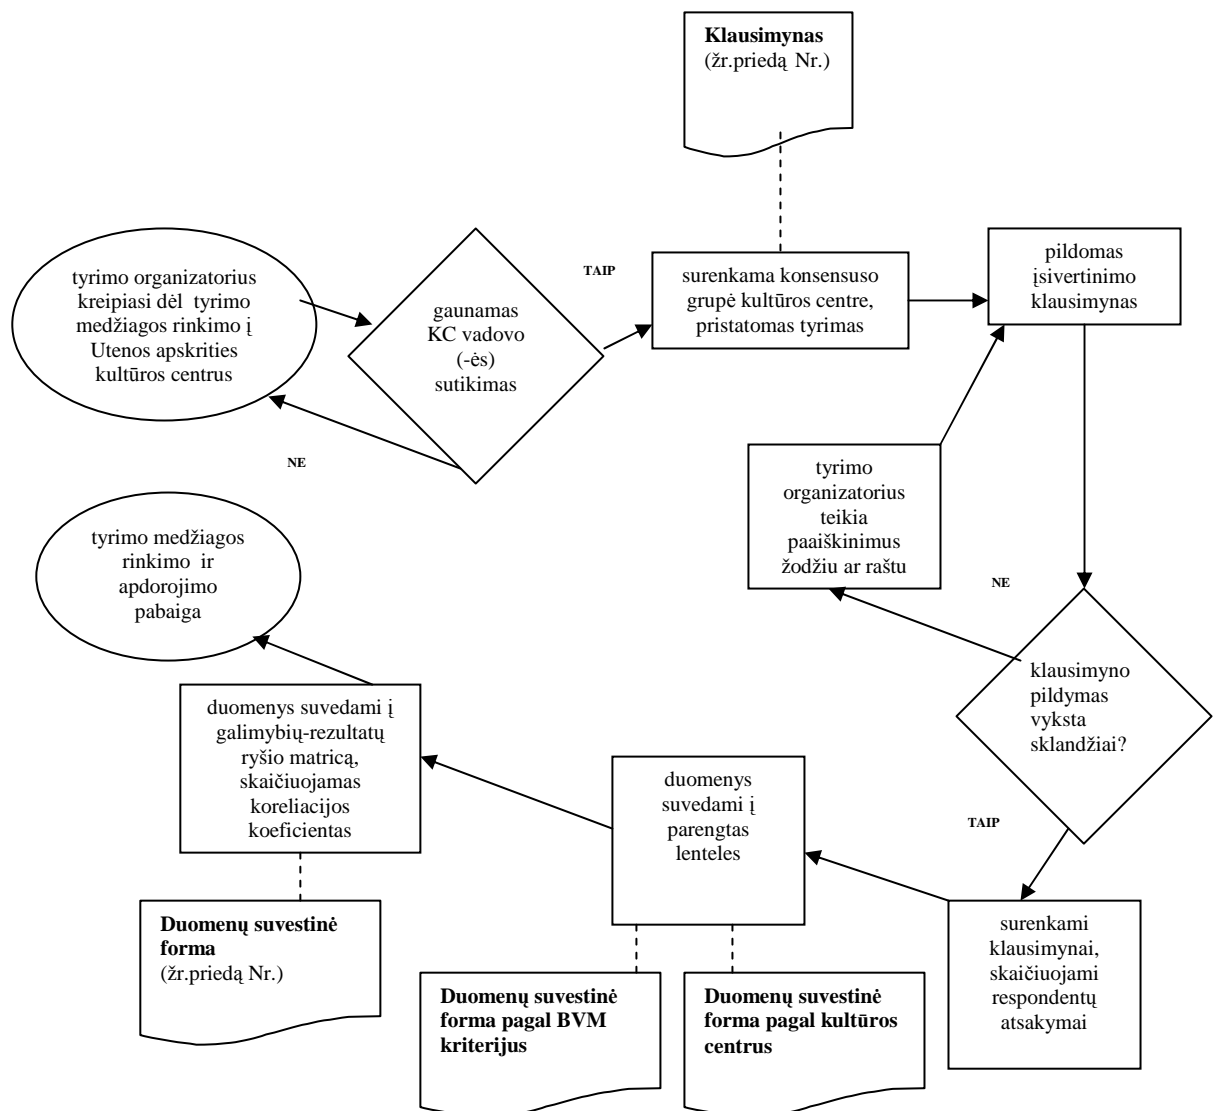 Klausimynas
(žr.priedą Nr.)
tyrimo organizatorius
kreipiasi dėl tyrimo
medžiagos rinkimo į
Utenos apskrities
kultūros centrus
gaunamas
KC vadovo
(-ės)
sutikimas
TAIP
surenkama konsensuso
grupė kultūros centre,
pristatomas tyrimas
pildomas
įsivertinimo
klausimynas
NE
tyrimo
organizatorius
teikia
paaiškinimus
žodžiu ar raštu
NE
klausimyno
pildymas
vyksta
sklandžiai?
TAIP
surenkami
klausimynai,
skaičiuojami
respondentų
atsakymai
duomenys
suvedami į
parengtas
lenteles
Duomenų suvestinė
forma pagal BVM
kriterijus
Duomenų suvestinė
forma pagal kultūros
centrus
duomenys suvedami į
galimybių-rezultatų
ryšio matricą,
skaičiuojamas
koreliacijos
koeficientas
Duomenų suvestinė
forma
(žr.priedą Nr.)
tyrimo medžiagos
rinkimo ir
apdorojimo
pabaiga